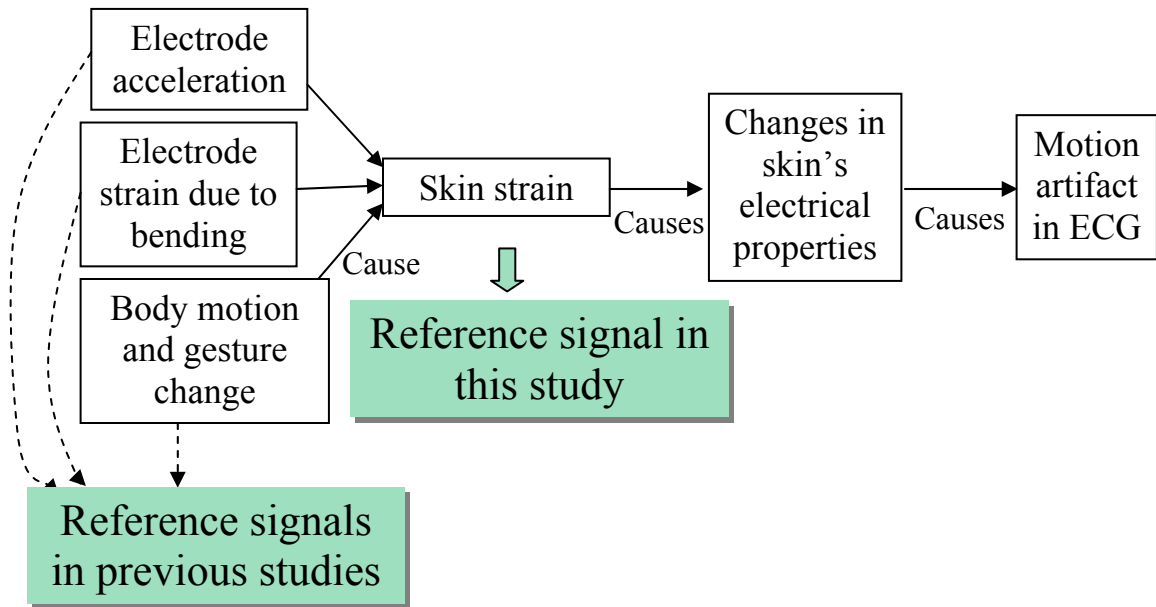 Electrode
acceleration
Electrode
strain due to
bending
Body motion
and gesture
change
Cause
Skin strain
Causes
Changes in
skin's
electrical
properties
Causes
Motion
artifact
in ECG
Reference signal in
this study
Reference signals
in previous studies